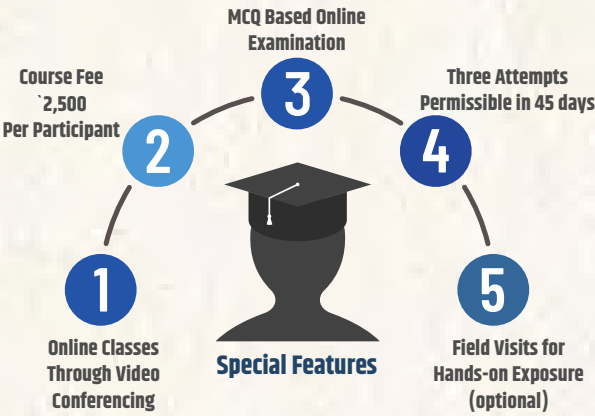 1
Online Classes
Through Video
Conferencing
2
Course Fee
`2,500
Per Participant
3
MCQ Based Online
Examination
4
Three Attempts
Permissible in 45 days
5
Field Visits for
Hands-on Exposure
(optional)
Special Features